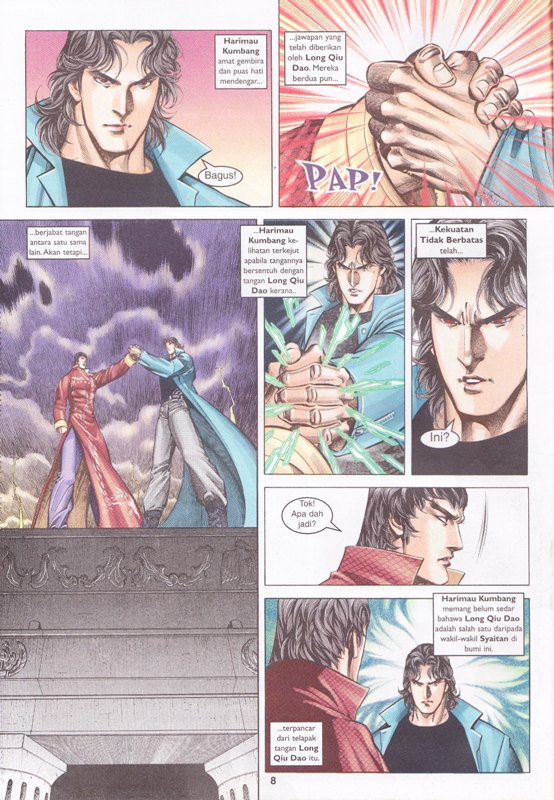 Harimau
Kumbang
amat gembira
dan puas hati
mendengar...
Bagus!
...jawapan yang
telah diberikan
oleh Long Qiu
Dao. Mereka
berdua pun...
PAP!
...berjabat tangan
antara satu sama
lain. Akan tetapi...
...Harimau
Kumbang ke-
lihatan terkejut
apabila tangannya
bersentuh dengan
tangan Long Qiu
Dao kerana..
...Kekuatan
Tidak Berbatas
telah...
Ini?
Tok!
Apa dah
jadi?
Harimau Kumbang
memang belum sedar
bahawa Long Qiu Dao
adalah salah satu daripada
wakil-wakil Syaitan di
bumi ini.
...terpancar
dari telapak
tangan Long
Qiu Dao itu.
8